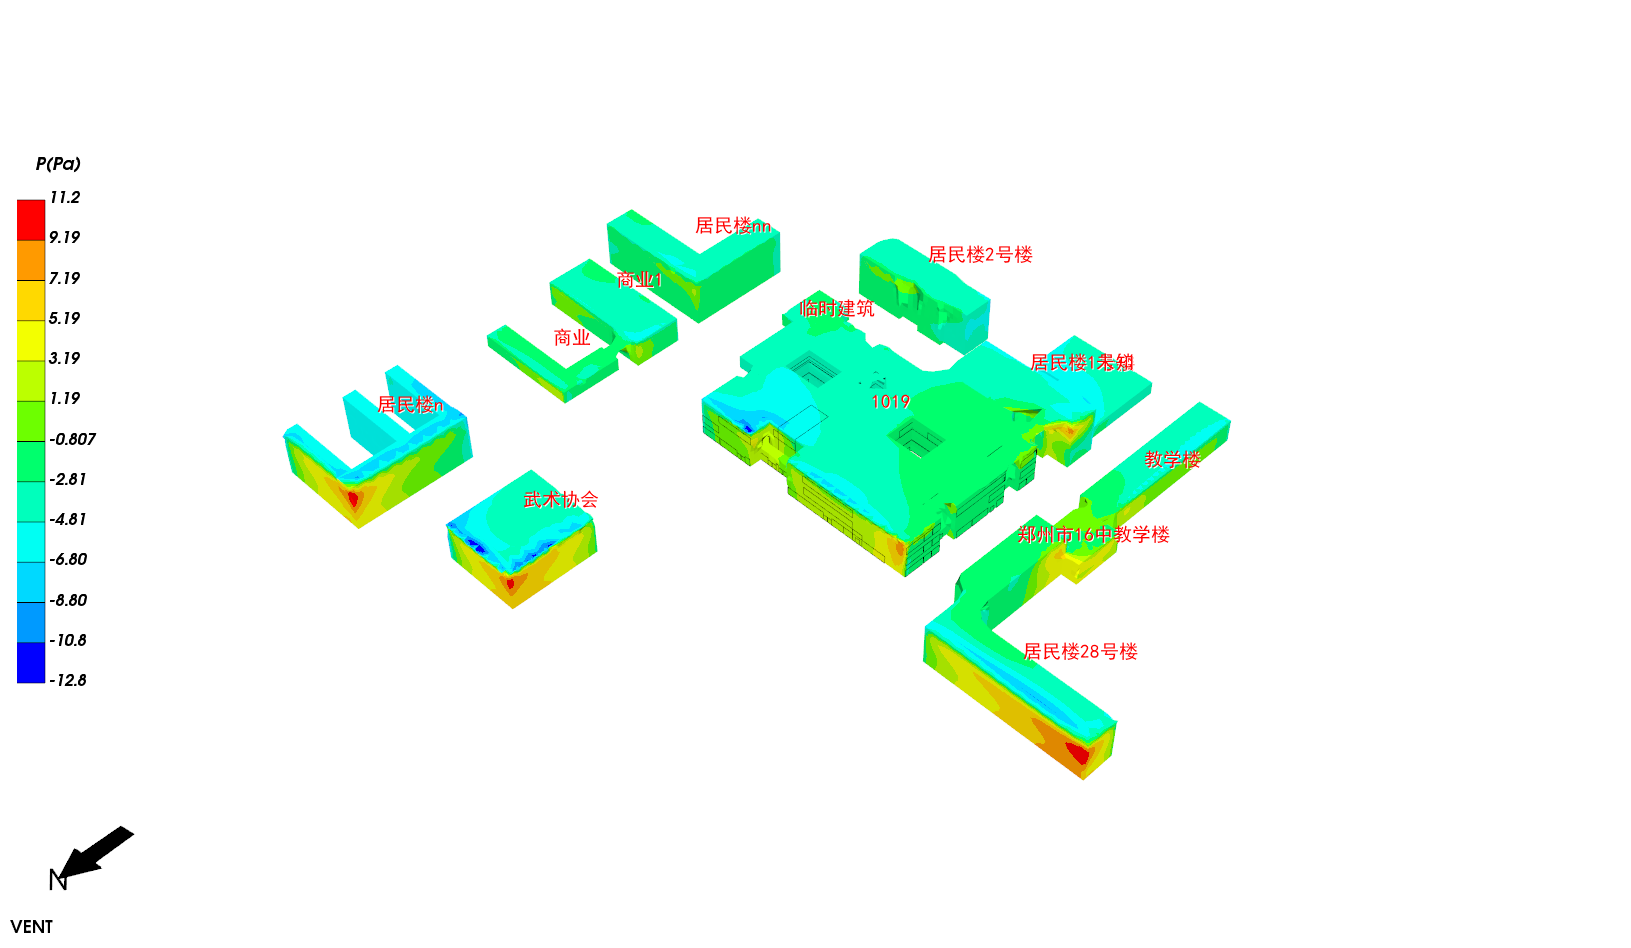 P(Pa)
11.2
9.19
7.19
5.19
3.19
1.19
-0.807
-2.81
-4.81
-6.80
-8.80
-10.8
-12.8
居民楼nn
居民楼2号楼
商业1
临时建筑
商业
居民楼1
1019
居民楼n
教学楼
武术协会
郑州市16中教学楼
居民楼28号楼
N
VENT